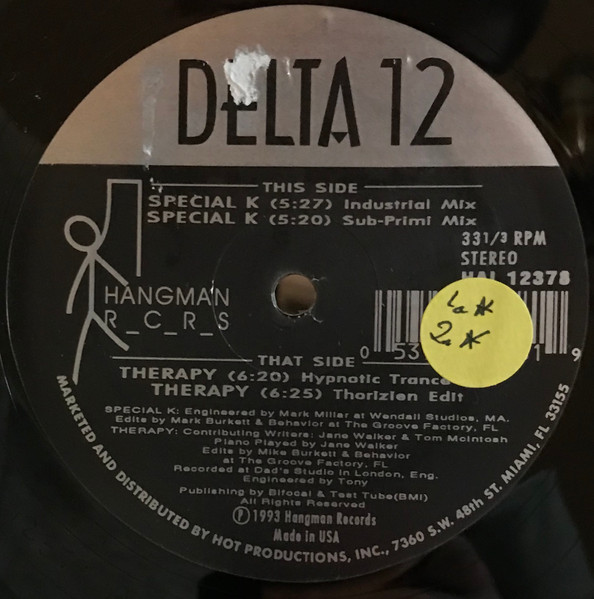 DELTA 12
THIS SIDE
SPECIAL K (5:27) Industrial Mix
SPECIAL K (5:20) Sub-Primi Mix
33 1/3 RPM
STEREO
HAL 12378
HANGMAN
R_C_R_S
0 53 1 9
THAT SIDE
THERAPY (6:20) Hypnotic Trance
THERAPY (6:25) Thorizien Edit
SPECIAL K: Engineered by Mark Miller at Wendall Studios, MA.
Edits by Mark Burkett & Behavior at The Groove Factory, FL
THERAPY: Contributing Writers: Jane Walker & Tom McIntosh
Piano Played by Jane Walker
Edits by Mike Burkett & Behavior
at The Groove Factory, FL
Recorded at Dad's Studio in London, Eng.
Engineered by Tony
Publishing by Bifocal & Test Tube(BMI)
All Rights Reserved
Ⓟ 1993 Hangman Records
Made in USA
MARKETED AND DISTRIBUTED BY HOT PRODUCTIONS, INC., 7360 S.W. 48th ST. MIAMI, FL 33155